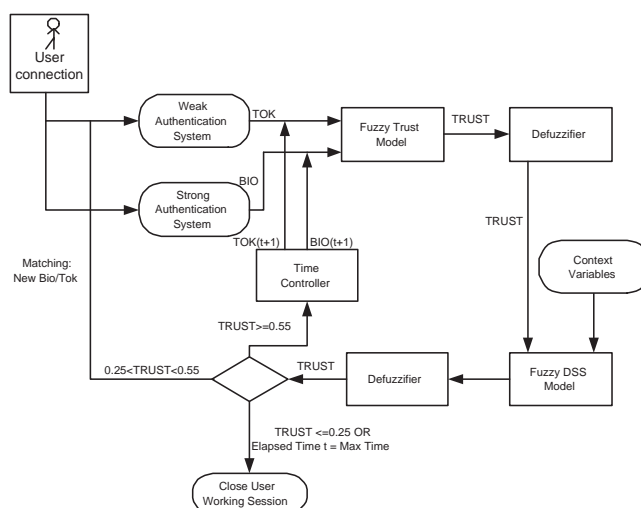 User
connection
Weak
Authentication
System
TOK
Fuzzy Trust
Model
TRUST
Defuzzifier
Strong
Authentication
System
BIO
TRUST
TOK(t+1)
BIO(t+1)
Matching:
New Bio/Tok
Time
Controller
Context
Variables
TRUST>=0.55
0.25<TRUST<0.55
TRUST
Defuzzifier
Fuzzy DSS
Model
TRUST <=0.25 OR
Elapsed Time t = Max Time
Close User
Working Session